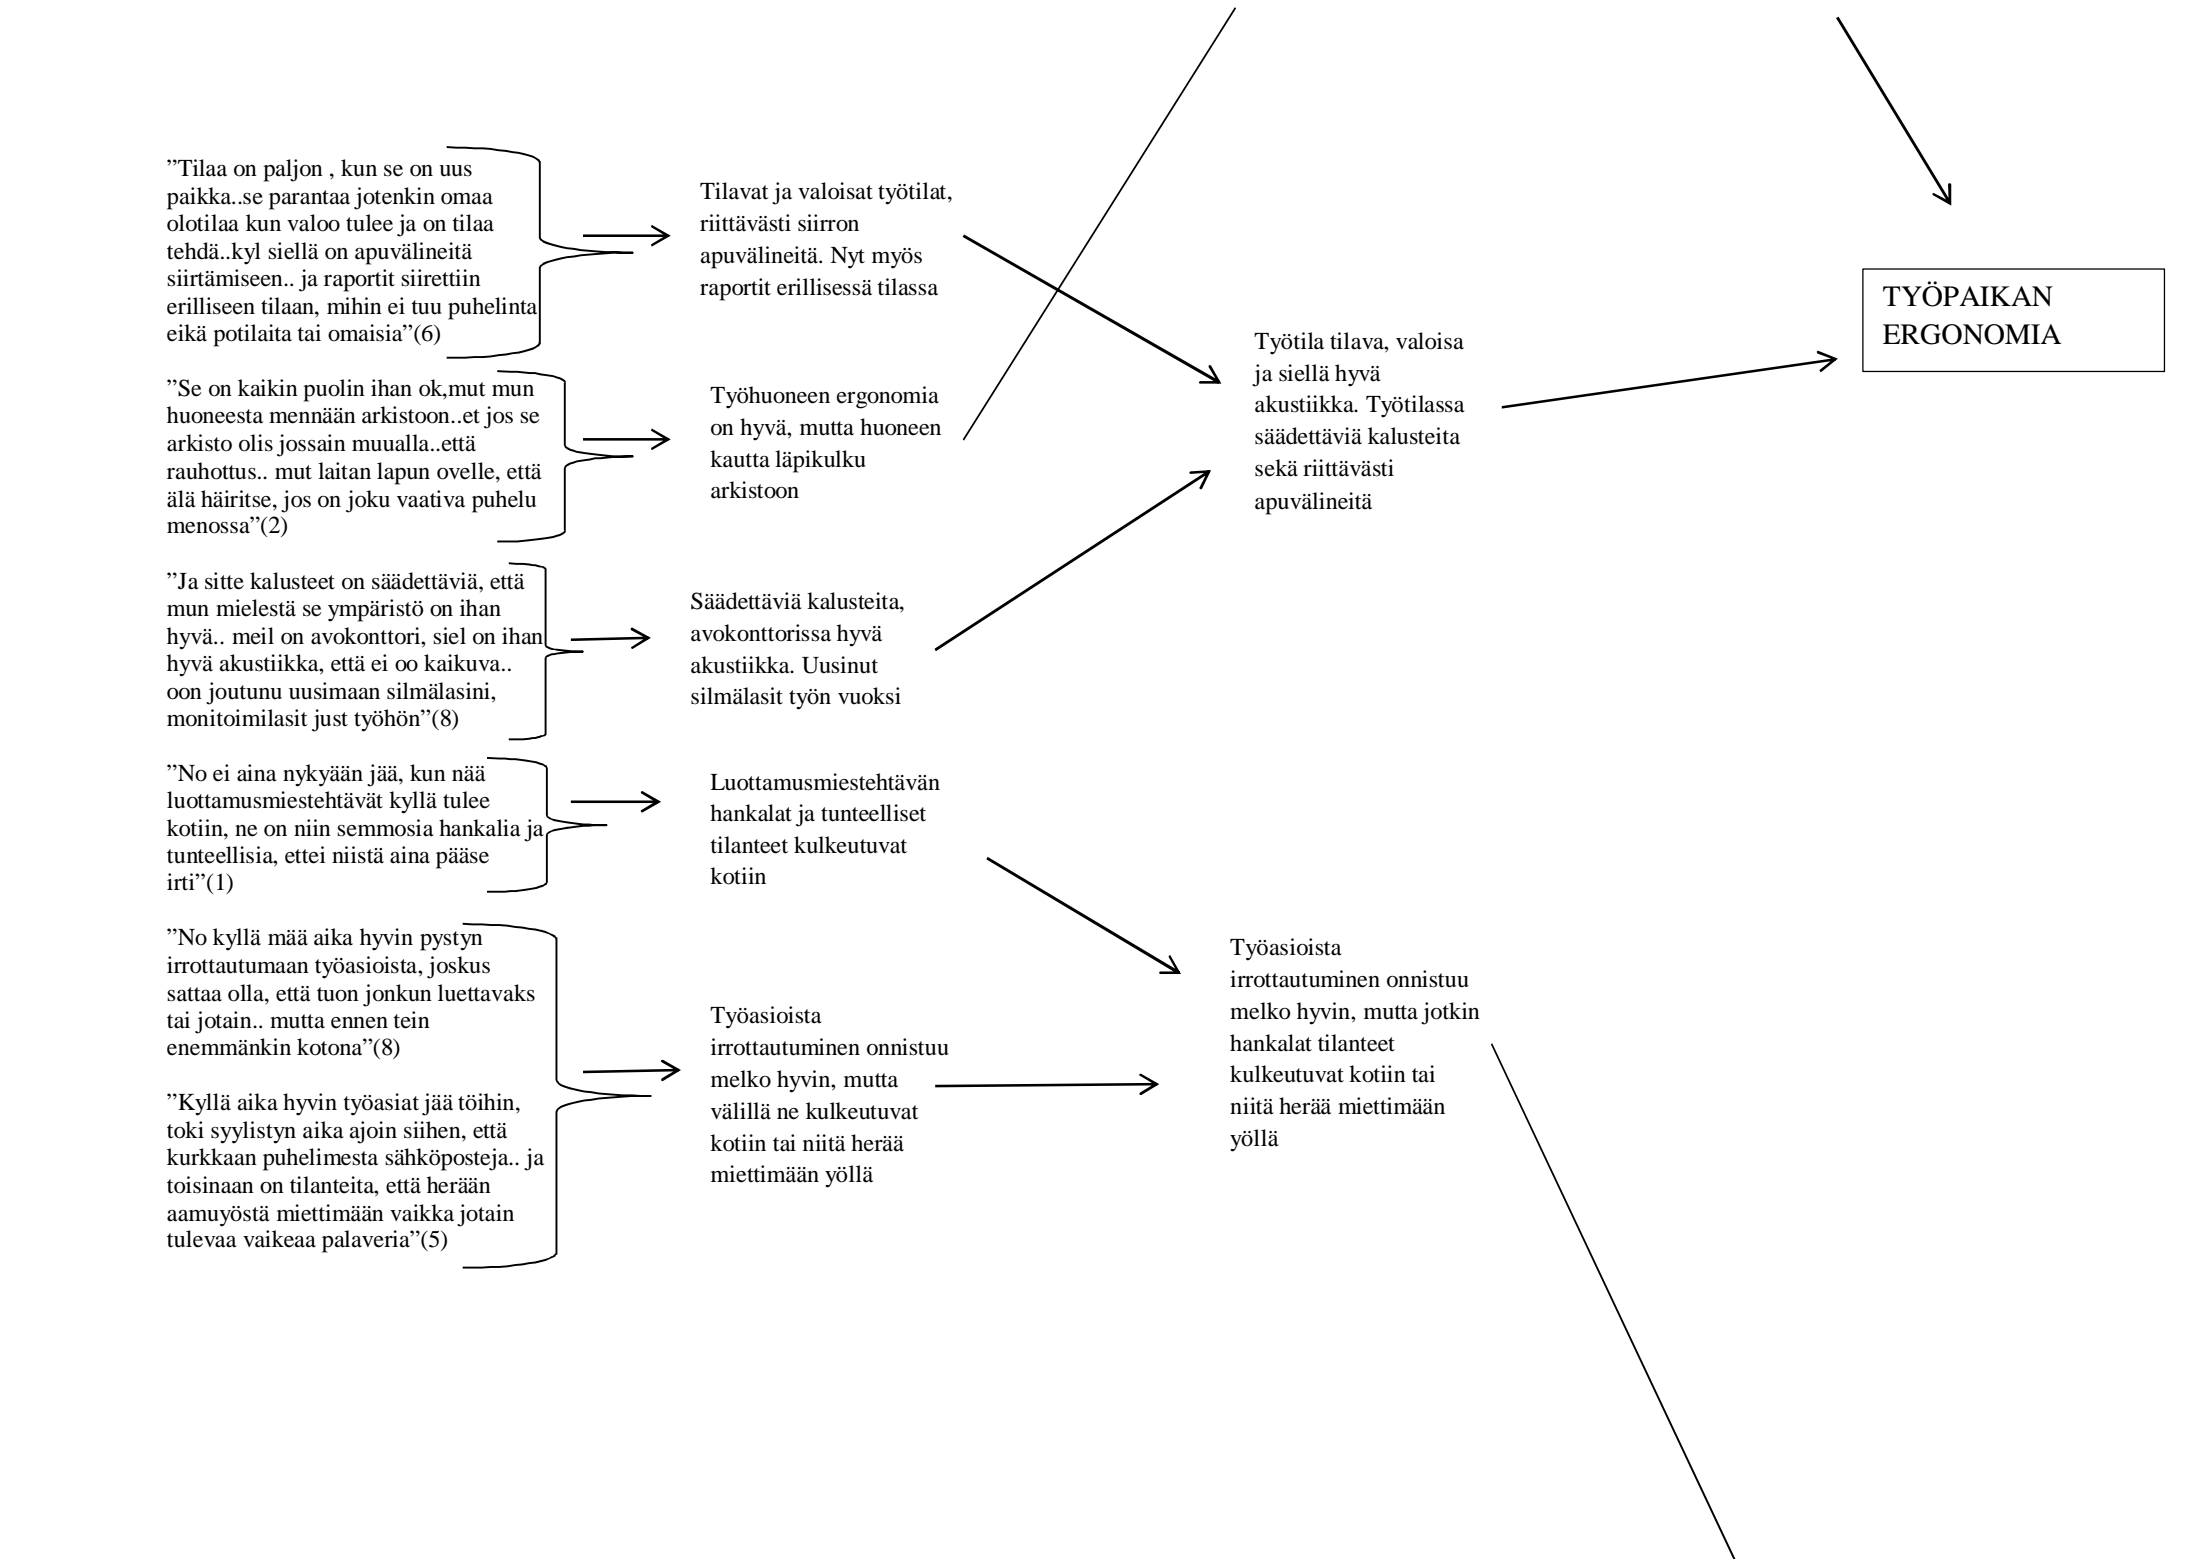 ”Tilaa on paljon , kun se on uus
paikka..se parantaa jotenkin omaa
olotilaa kun valoo tulee ja on tilaa
tehdä..kyl siellä on apuvälineitä
siirtämiseen.. ja raportit siirettiin
erilliseen tilaan, mihin ei tuu puhelinta
eikä potilaita tai omaisia”(6)
”Se on kaikin puolin ihan ok,mut mun
huoneesta mennään arkistoon..et jos se
arkisto olis jossain muualla..että
rauhottus.. mut laitan lapun ovelle, että
älä häiritse, jos on joku vaativa puhelu
menossa”(2)
”Ja sitte kalusteet on säädettäviä, että
mun mielestä se ympäristö on ihan
hyvä.. meil on avokonttori, siel on ihan
hyvä akustiikka, että ei oo kaikuva..
oon joutunu uusimaan silmälasini,
monitoimilasit just työhön”(8)
”No ei aina nykyään jää, kun nää
luottamusmiestehtävät kyllä tulee
kotiin, ne on niin semmosia hankalia ja
tunteellisia, ettei niistä aina pääse
irti”(1)
”No kyllä mää aika hyvin pystyn
irrottautumaan työasioista, joskus
sattaa olla, että tuon jonkun luettavaks
tai jotain.. mutta ennen tein
enemmänkin kotona”(8)
”Kyllä aika hyvin työasiat jää töihin,
toki syylistyn aika ajoin siihen, että
kurkkaan puhelimesta sähköposteja.. ja
toisinaan on tilanteita, että herään
aamuyöstä miettimään vaikka jotain
tulevaa vaikeaa palaveria”(5)
Tilavat ja valoisat työtilat,
riittävästi siirron
apuvälineitä. Nyt myös
raportit erillisessä tilassa
Työhuoneen ergonomia
on hyvä, mutta huoneen
kautta läpikulku
arkistoon
Säädettäviä kalusteita,
avokonttorissa hyvä
akustiikka. Uusinut
silmälasit työn vuoksi
Luottamusmiestehtävän
hankalat ja tunteelliset
tilanteet kulkeutuvat
kotiin
Työasioista
irrottautuminen onnistuu
melko hyvin, mutta
välillä ne kulkeutuvat
kotiin tai niitä herää
miettimään yöllä
Työtila tilava, valoisa
ja siellä hyvä
akustiikka. Työtilassa
säädettäviä kalusteita
sekä riittävästi
apuvälineitä
Työasioista
irrottautuminen onnistuu
melko hyvin, mutta jotkin
hankalat tilanteet
kulkeutuvat kotiin tai
niitä herää miettimään
yöllä
TYÖPAIKAN
ERGONOMIA